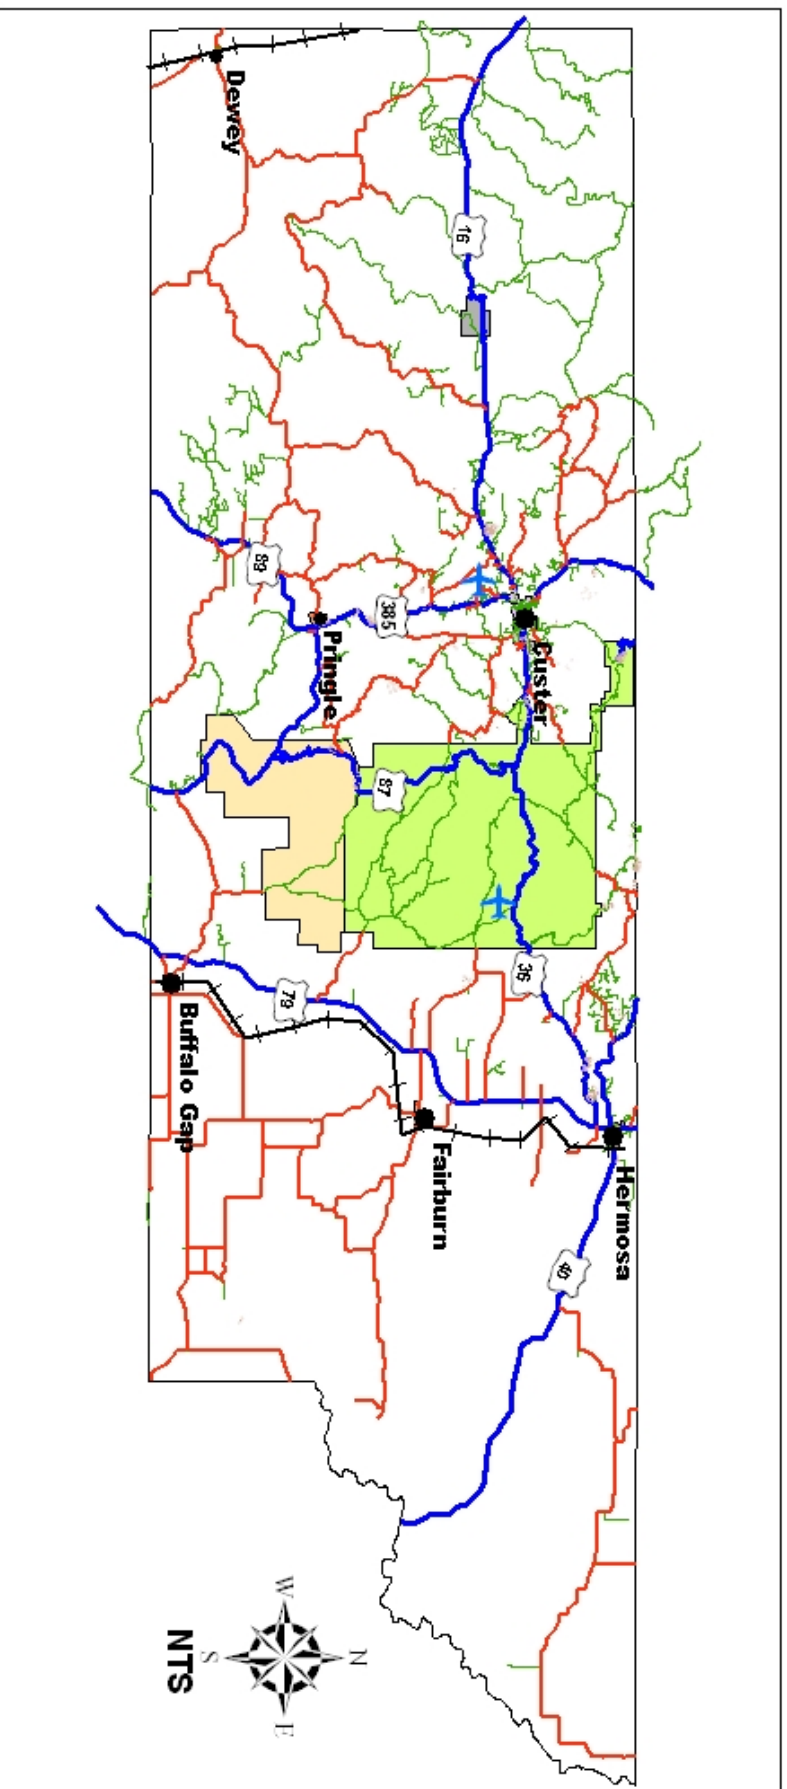 Dewey
16
89
385
Pringle
Custer
87
36
79
Buffalo Gap
Fairburn
Hermosa
40
W
N
S
E
NTS